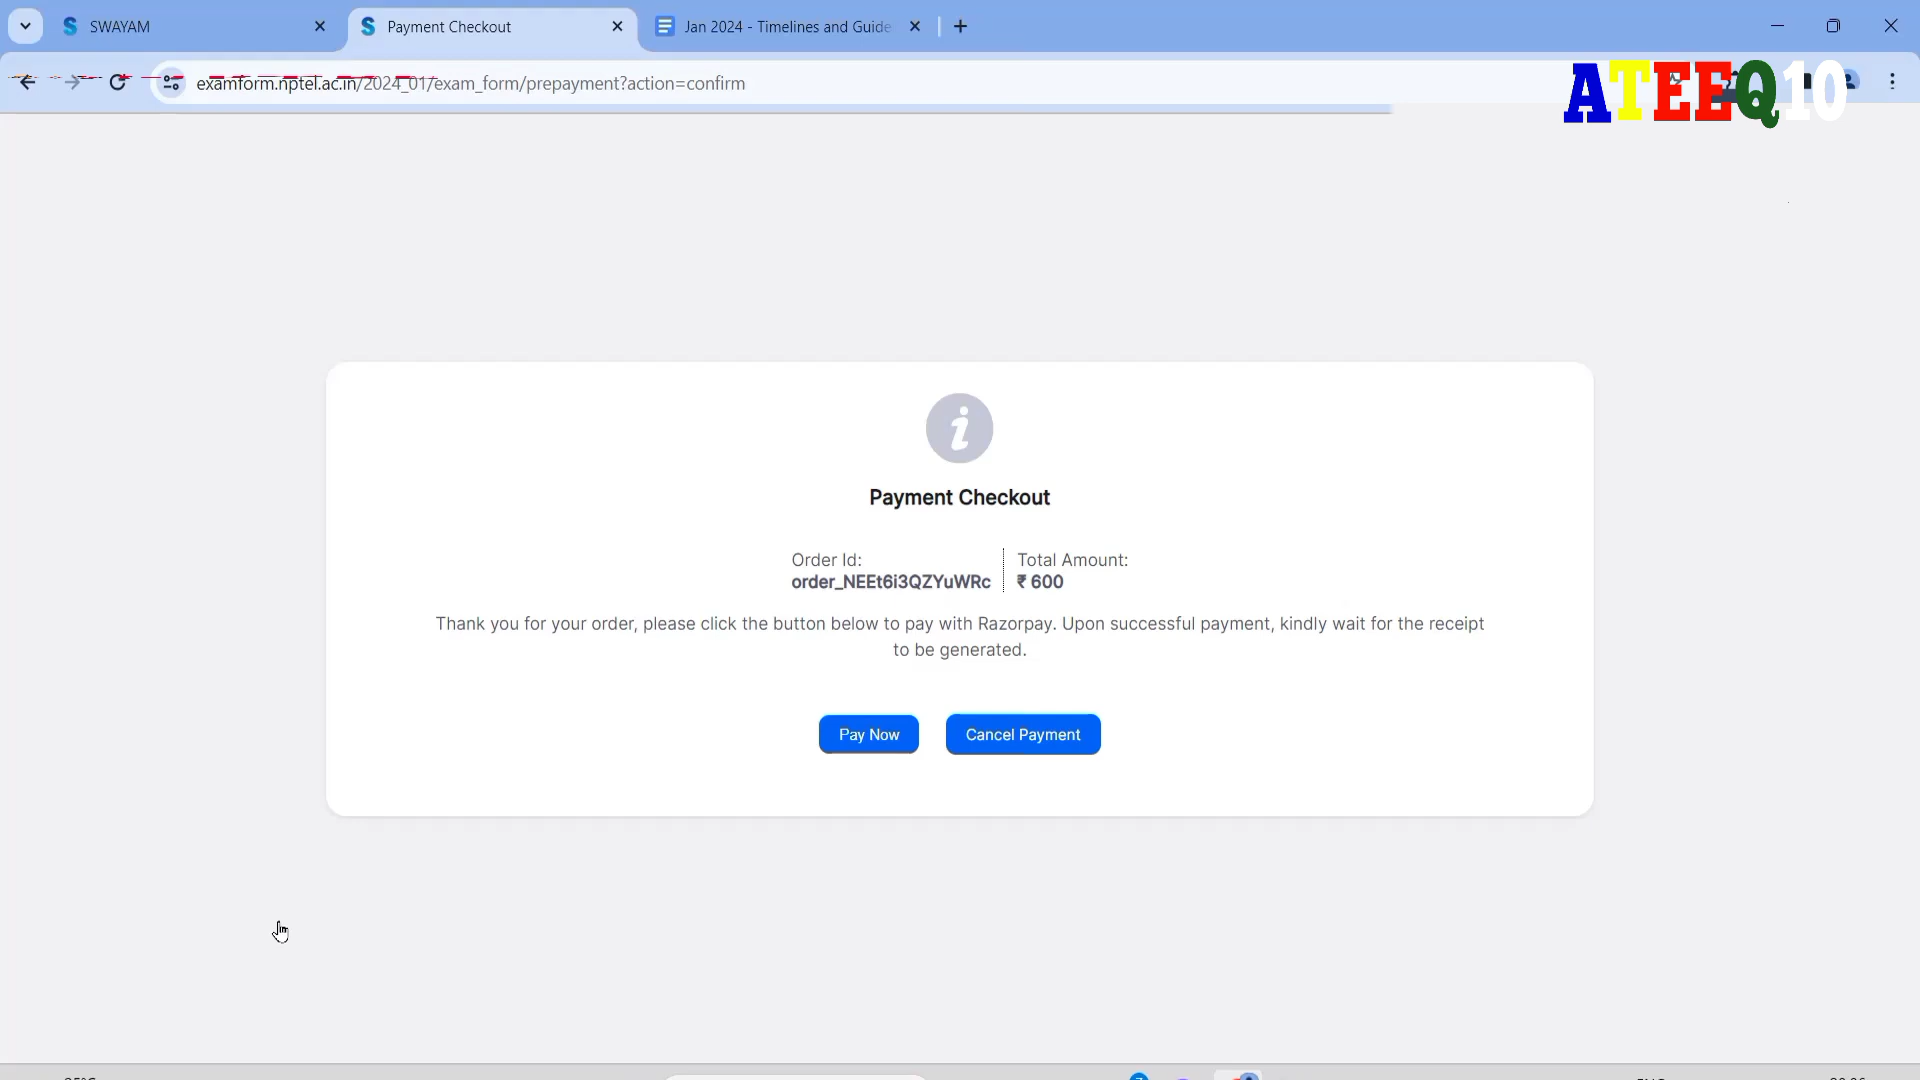 SWAYAM
Payment Checkout
Jan 2024 - Timelines and Guide
examform.nptel.ac.in/2024_01/exam_form/prepayment?action=confirm
ATEEQ10
Payment Checkout
Order Id:
order_NEEt6i3QZYuWRc
Total Amount:
₹ 600
Thank you for your order, please click the button below to pay with Razorpay. Upon successful payment, kindly wait for the receipt
to be generated.
Pay Now
Cancel Payment